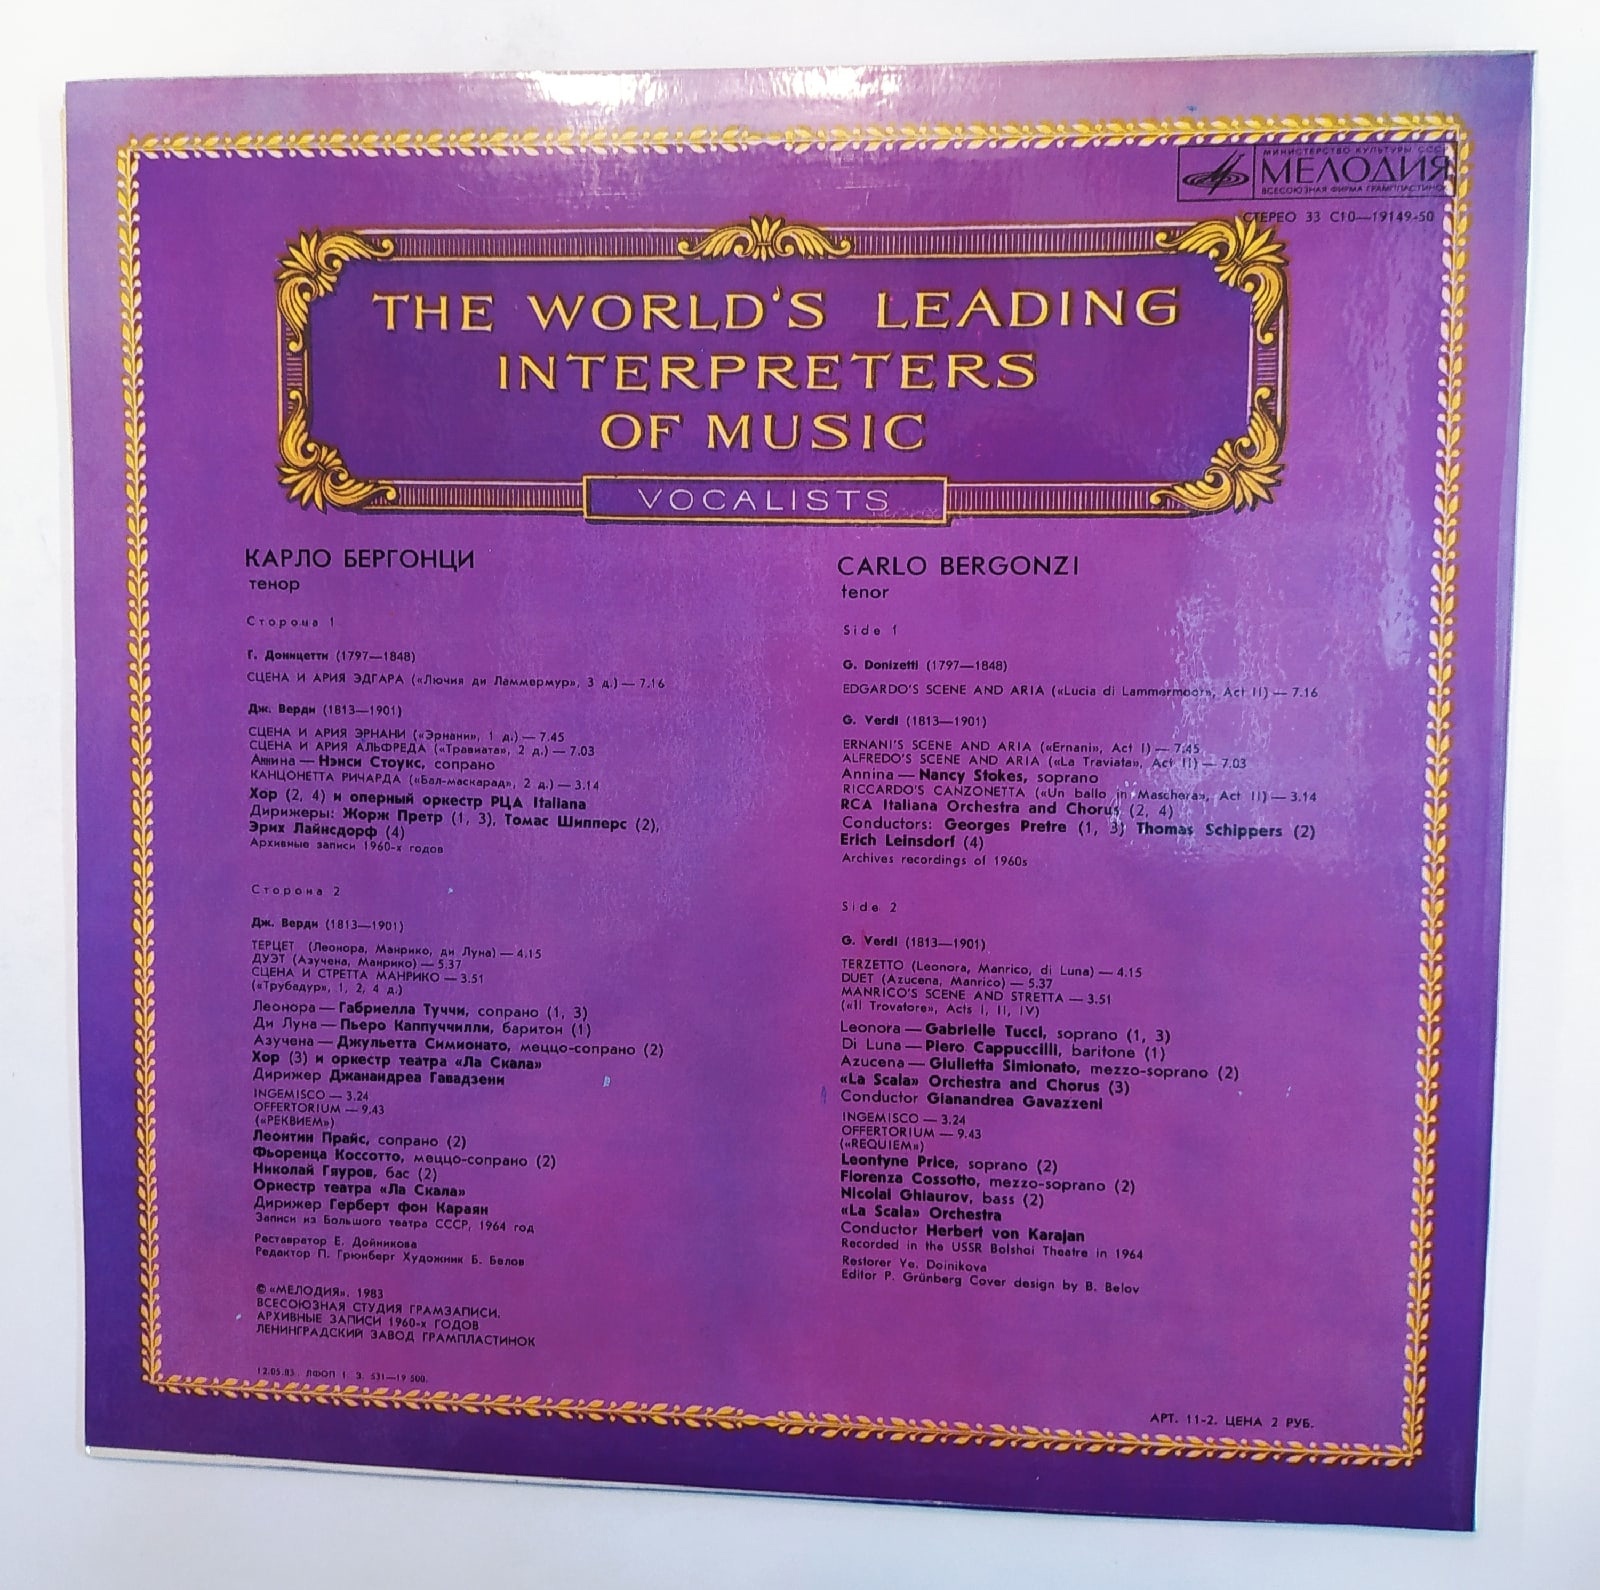 МИНИСТЕРСТВО КУЛЬТУРЫ СССР
МЕЛОДИЯ
ВСЕСОЮЗНАЯ ФИРМА ГРАМПЛАСТИНОК
СТЕРЕО 33 С10—19149-50
THE WORLD'S LEADING
INTERPRETERS
OF MUSIC
VOCALISTS
КАРЛО БЕРГОНЦИ
тенор
Сторона 1
Г. Доницетти (1797—1848)
СЦЕНА И АРИЯ ЭДГАРА («Лючия ди Ламмермур», 3 д.) — 7.16
Дж. Верди (1813—1901)
СЦЕНА И АРИЯ ЭРНАНИ («Эрнани», 1 д.) — 7.45
СЦЕНА И АРИЯ АЛЬФРЕДА («Травиата», 2 д.) — 7.03
Аннина — Нэнси Стоукс, сопрано
КАНЦОНЕТТА РИЧАРДА («Бал-маскарад», 2 д.) — 3.14
Хор (2, 4) и оперный оркестр РЦА Italiana
Дирижеры: Жорж Претр (1, 3), Томас Шипперс (2),
Эрих Лайнсдорф (4)
Архивные записи 1960-х годов
Сторона 2
Дж. Верди (1813—1901)
ТЕРЦЕТ (Леонора, Манрико, ди Луна) — 4.15
ДУЭТ (Азучена, Манрико) — 5.37
СЦЕНА И СТРЕТТА МАНРИКО — 3.51
(«Трубадур», 1, 2, 4 д.)
Леонора — Габриелла Туччи, сопрано (1, 3)
Ди Луна — Пьеро Каппуччилли, баритон (1)
Азучена — Джульетта Симионато, меццо-сопрано (2)
Хор (3) и оркестр театра «Ла Скала»
Дирижер Джанандреа Гавадзени
INGEMISCO — 3.24
OFFERTORIUM — 9.43
(«РЕКВИЕМ»)
Леонтин Прайс, сопрано (2)
Фьоренца Коссотто, меццо-сопрано (2)
Николай Гяуров, бас (2)
Оркестр театра «Ла Скала»
Дирижер Герберт фон Караян
Записи из Большого театра СССР, 1964 год
Реставратор Е. Дойникова
Редактор П. Грюнберг Художник Б. Белов
© «МЕЛОДИЯ», 1983
ВСЕСОЮЗНАЯ СТУДИЯ ГРАМЗАПИСИ.
АРХИВНЫЕ ЗАПИСИ 1960-х ГОДОВ
ЛЕНИНГРАДСКИЙ ЗАВОД ГРАМПЛАСТИНОК
12.05.83. ЛФОП 1. З. 531—19 500.
CARLO BERGONZI
tenor
Side 1
G. Donizetti (1797—1848)
EDGARDO'S SCENE AND ARIA («Lucia di Lammermoor», Act II) — 7.16
G. Verdi (1813—1901)
ERNANI'S SCENE AND ARIA («Ernani», Act I) — 7.45
ALFREDO'S SCENE AND ARIA («La Traviata», Act II) — 7.03
Annina — Nancy Stokes, soprano
RICCARDO'S CANZONETTA («Un ballo in Maschera», Act II) — 3.14
RCA Italiana Orchestra and Chorus (2, 4)
Conductors: Georges Pretre (1, 3) Thomas Schippers (2)
Erich Leinsdorf (4)
Archives recordings of 1960s
Side 2
G. Verdi (1813—1901)
TERZETTO (Leonora, Manrico, di Luna) — 4.15
DUET (Azucena, Manrico) — 5.37
MANRICO'S SCENE AND STRETTA — 3.51
(«Il Trovatore», Acts I, II, IV)
Leonora — Gabrielle Tucci, soprano (1, 3)
Di Luna — Piero Cappuccilli, baritone (1)
Azucena — Giulietta Simionato, mezzo-soprano (2)
«La Scala» Orchestra and Chorus (3)
Conductor Gianandrea Gavazzeni
INGEMISCO — 3.24
OFFERTORIUM — 9.43
(«REQUIEM»)
Leontyne Price, soprano (2)
Fiorenza Cossotto, mezzo-soprano (2)
Nicolai Ghiaurov, bass (2)
«La Scala» Orchestra
Conductor Herbert von Karajan
Recorded in the USSR Bolshoi Theatre in 1964
Restorer Ye. Doinikova
Editor P. Grünberg Cover design by B. Belov
АРТ. 11-2. ЦЕНА 2 РУБ.